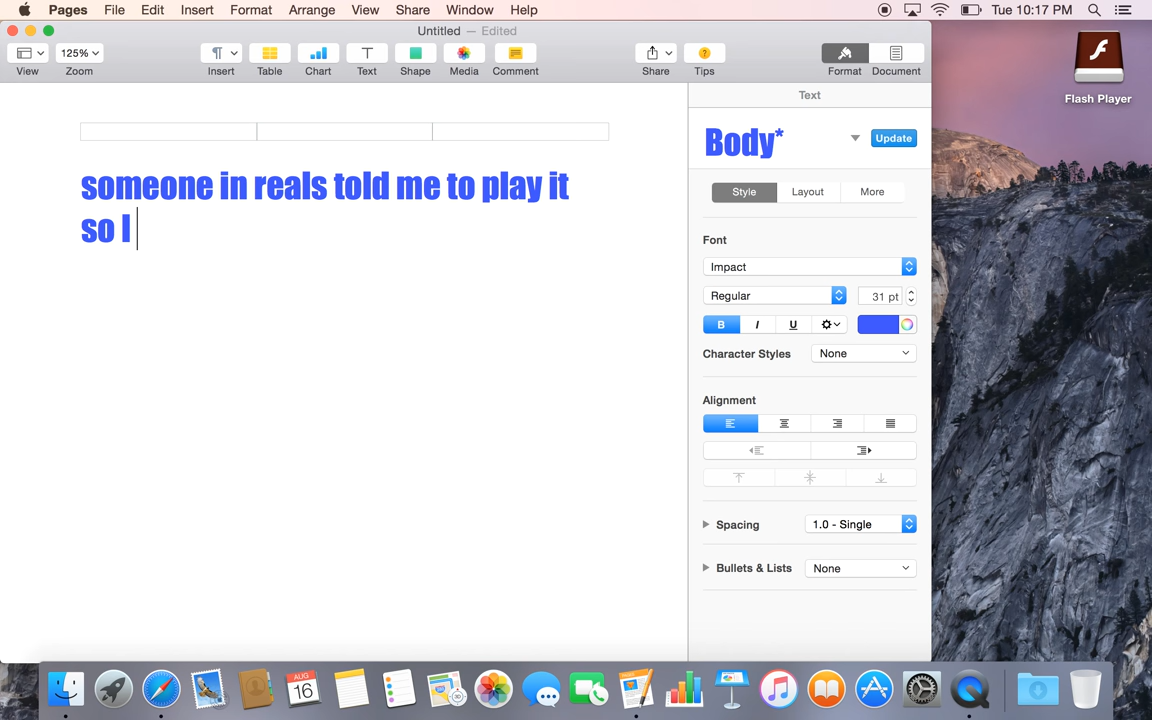 Pages File Edit Insert Format Arrange View Share Window Help Tue 10:17 PM
Untitled — Edited
125%
View Zoom Insert Table Chart Text Shape Media Comment Share Tips Format Document
Flash Player
Text
Body* Update
Style Layout More
someone in reals told me to play it
so I
Font
Impact
Regular 31 pt
B I U
Character Styles None
Alignment
Spacing 1.0 - Single
Bullets & Lists None
AUG
16
3D